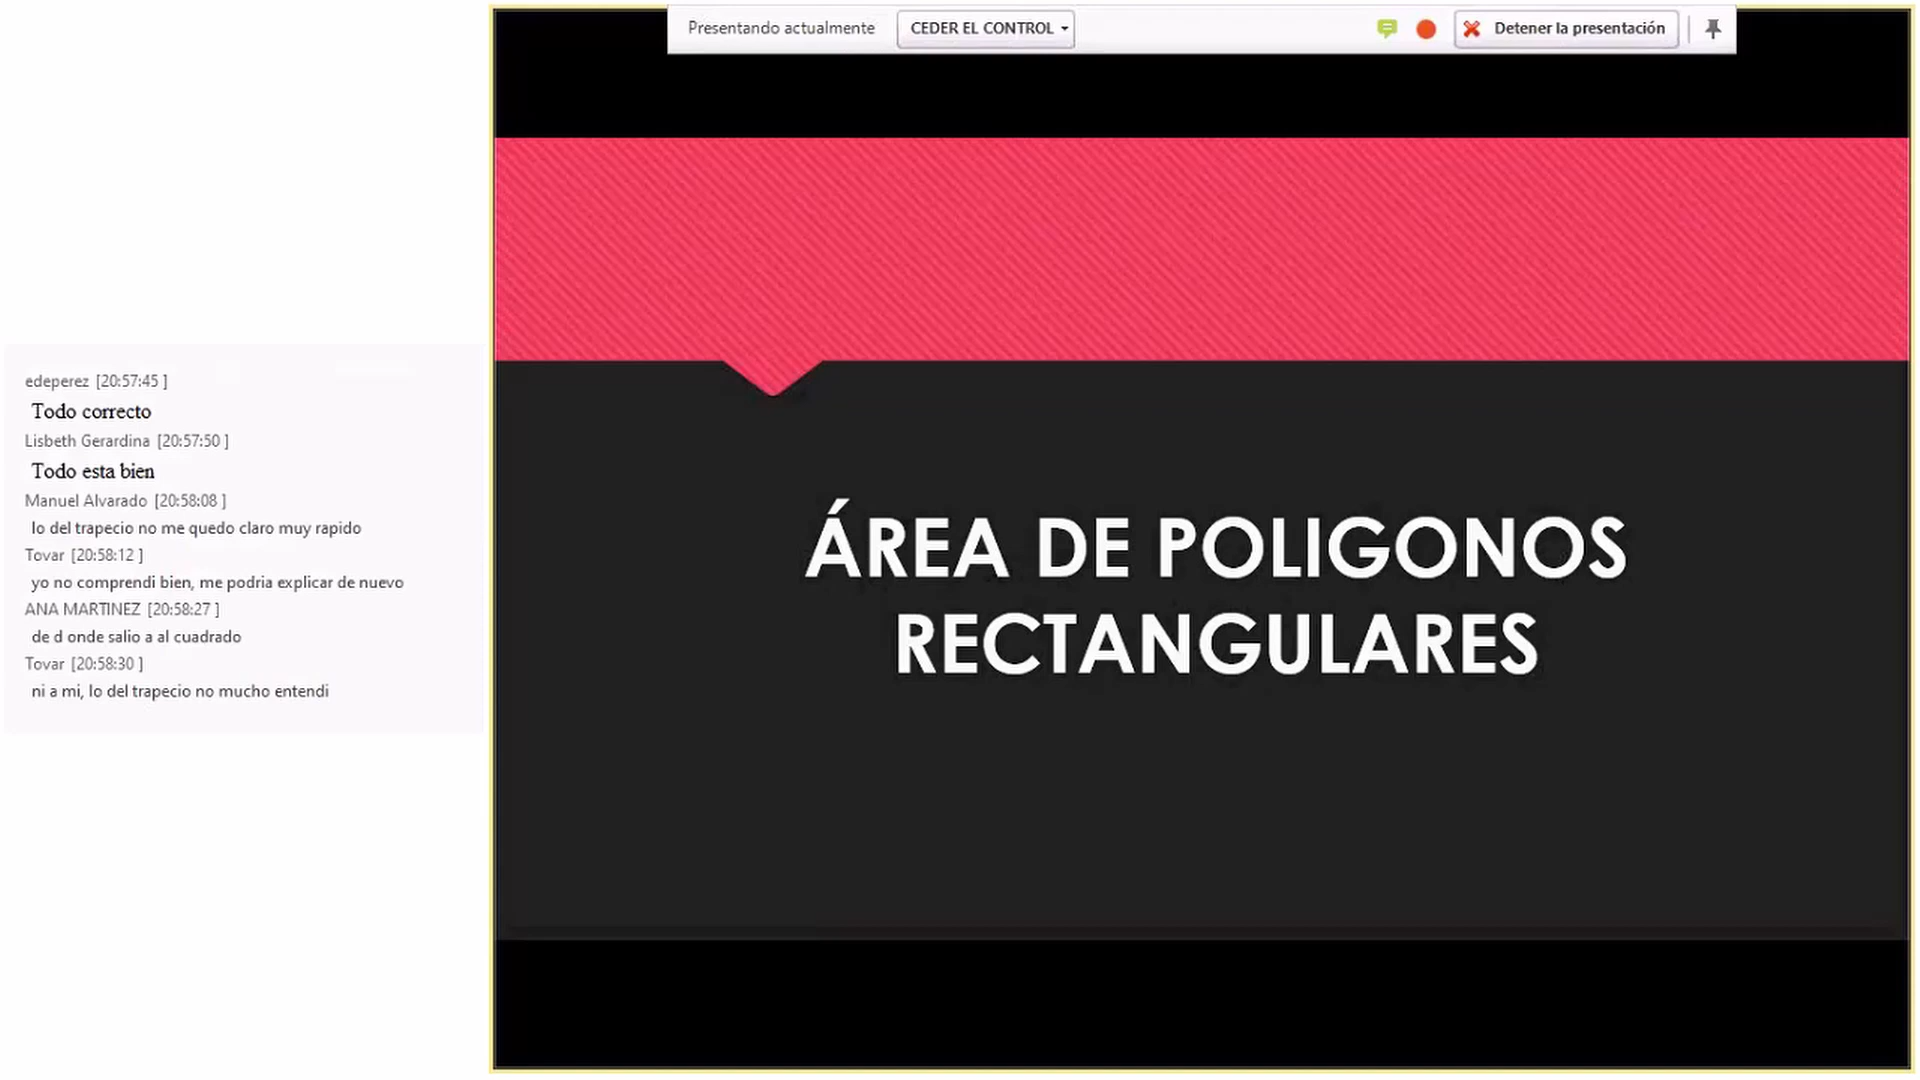 Presentando actualmente
CEDER EL CONTROL
Detener la presentación
edeperez [20:57:45 ]
Todo correcto
Lisbeth Gerardina [20:57:50 ]
Todo esta bien
Manuel Alvarado [20:58:08 ]
lo del trapecio no me quedo claro muy rapido
Tovar [20:58:12 ]
yo no comprendi bien, me podria explicar de nuevo
ANA MARTINEZ [20:58:27 ]
de d onde salio a al cuadrado
Tovar [20:58:30 ]
ni a mi, lo del trapecio no mucho entendi
ÁREA DE POLIGONOS
RECTANGULARES